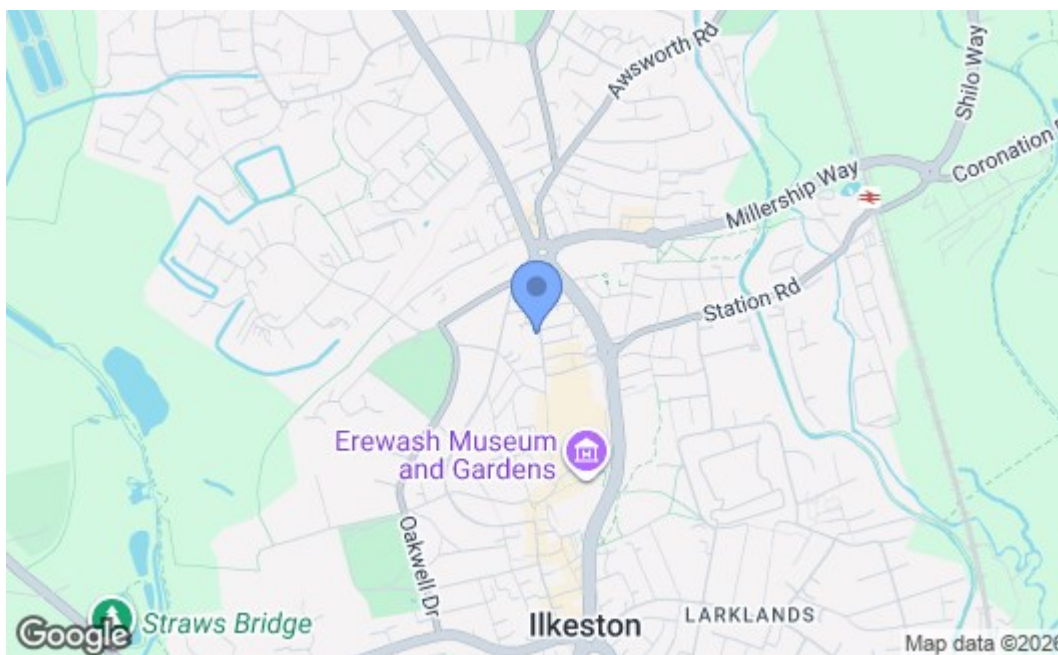 Awsworth Rd
Shilo Way
Coronation
Millership Way
Station Rd
Erewash Museum
and Gardens
Oakwell Dr
Straws Bridge
Ilkeston
LARKLANDS
Google
Map data ©2026